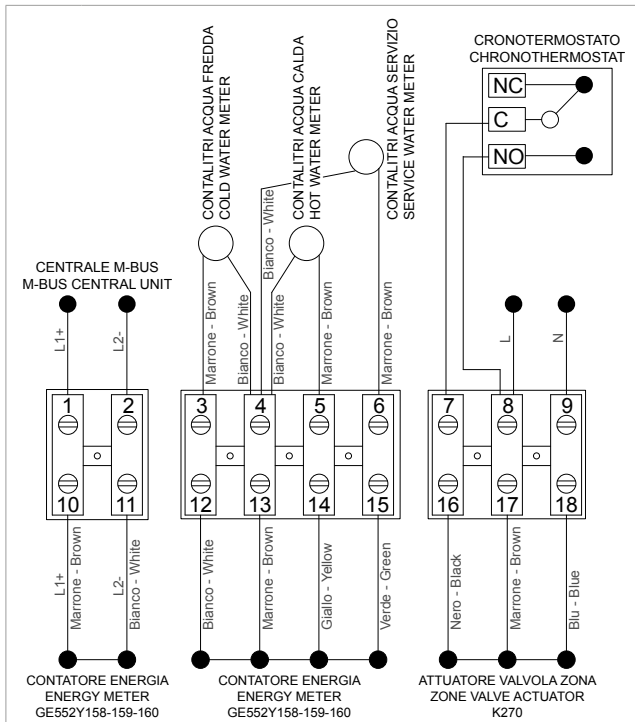 CRONOTERMOSTATO
CHRONOTHERMOSTAT
NC
C
NO
CONTALITRI ACQUA FREDDA
COLD WATER METER
CONTALITRI ACQUA CALDA
HOT WATER METER
CONTALITRI ACQUA SERVIZIO
SERVICE WATER METER
CENTRALE M-BUS
M-BUS CENTRAL UNIT
L1+
L2-
Marrone - Brown
Bianco - White
Bianco - White
Bianco - White
Marrone - Brown
Marrone - Brown
L
N
1
2
3
4
5
6
7
8
9
10
11
12
13
14
15
16
17
18
L1+
Marrone - Brown
L2-
Bianco - White
Bianco - White
Marrone - Brown
Giallo - Yellow
Verde - Green
Nero - Black
Marrone - Brown
Blu - Blue
CONTATORE ENERGIA
ENERGY METER
GE552Y158-159-160
CONTATORE ENERGIA
ENERGY METER
GE552Y158-159-160
ATTUATORE VALVOLA ZONA
ZONE VALVE ACTUATOR
K270